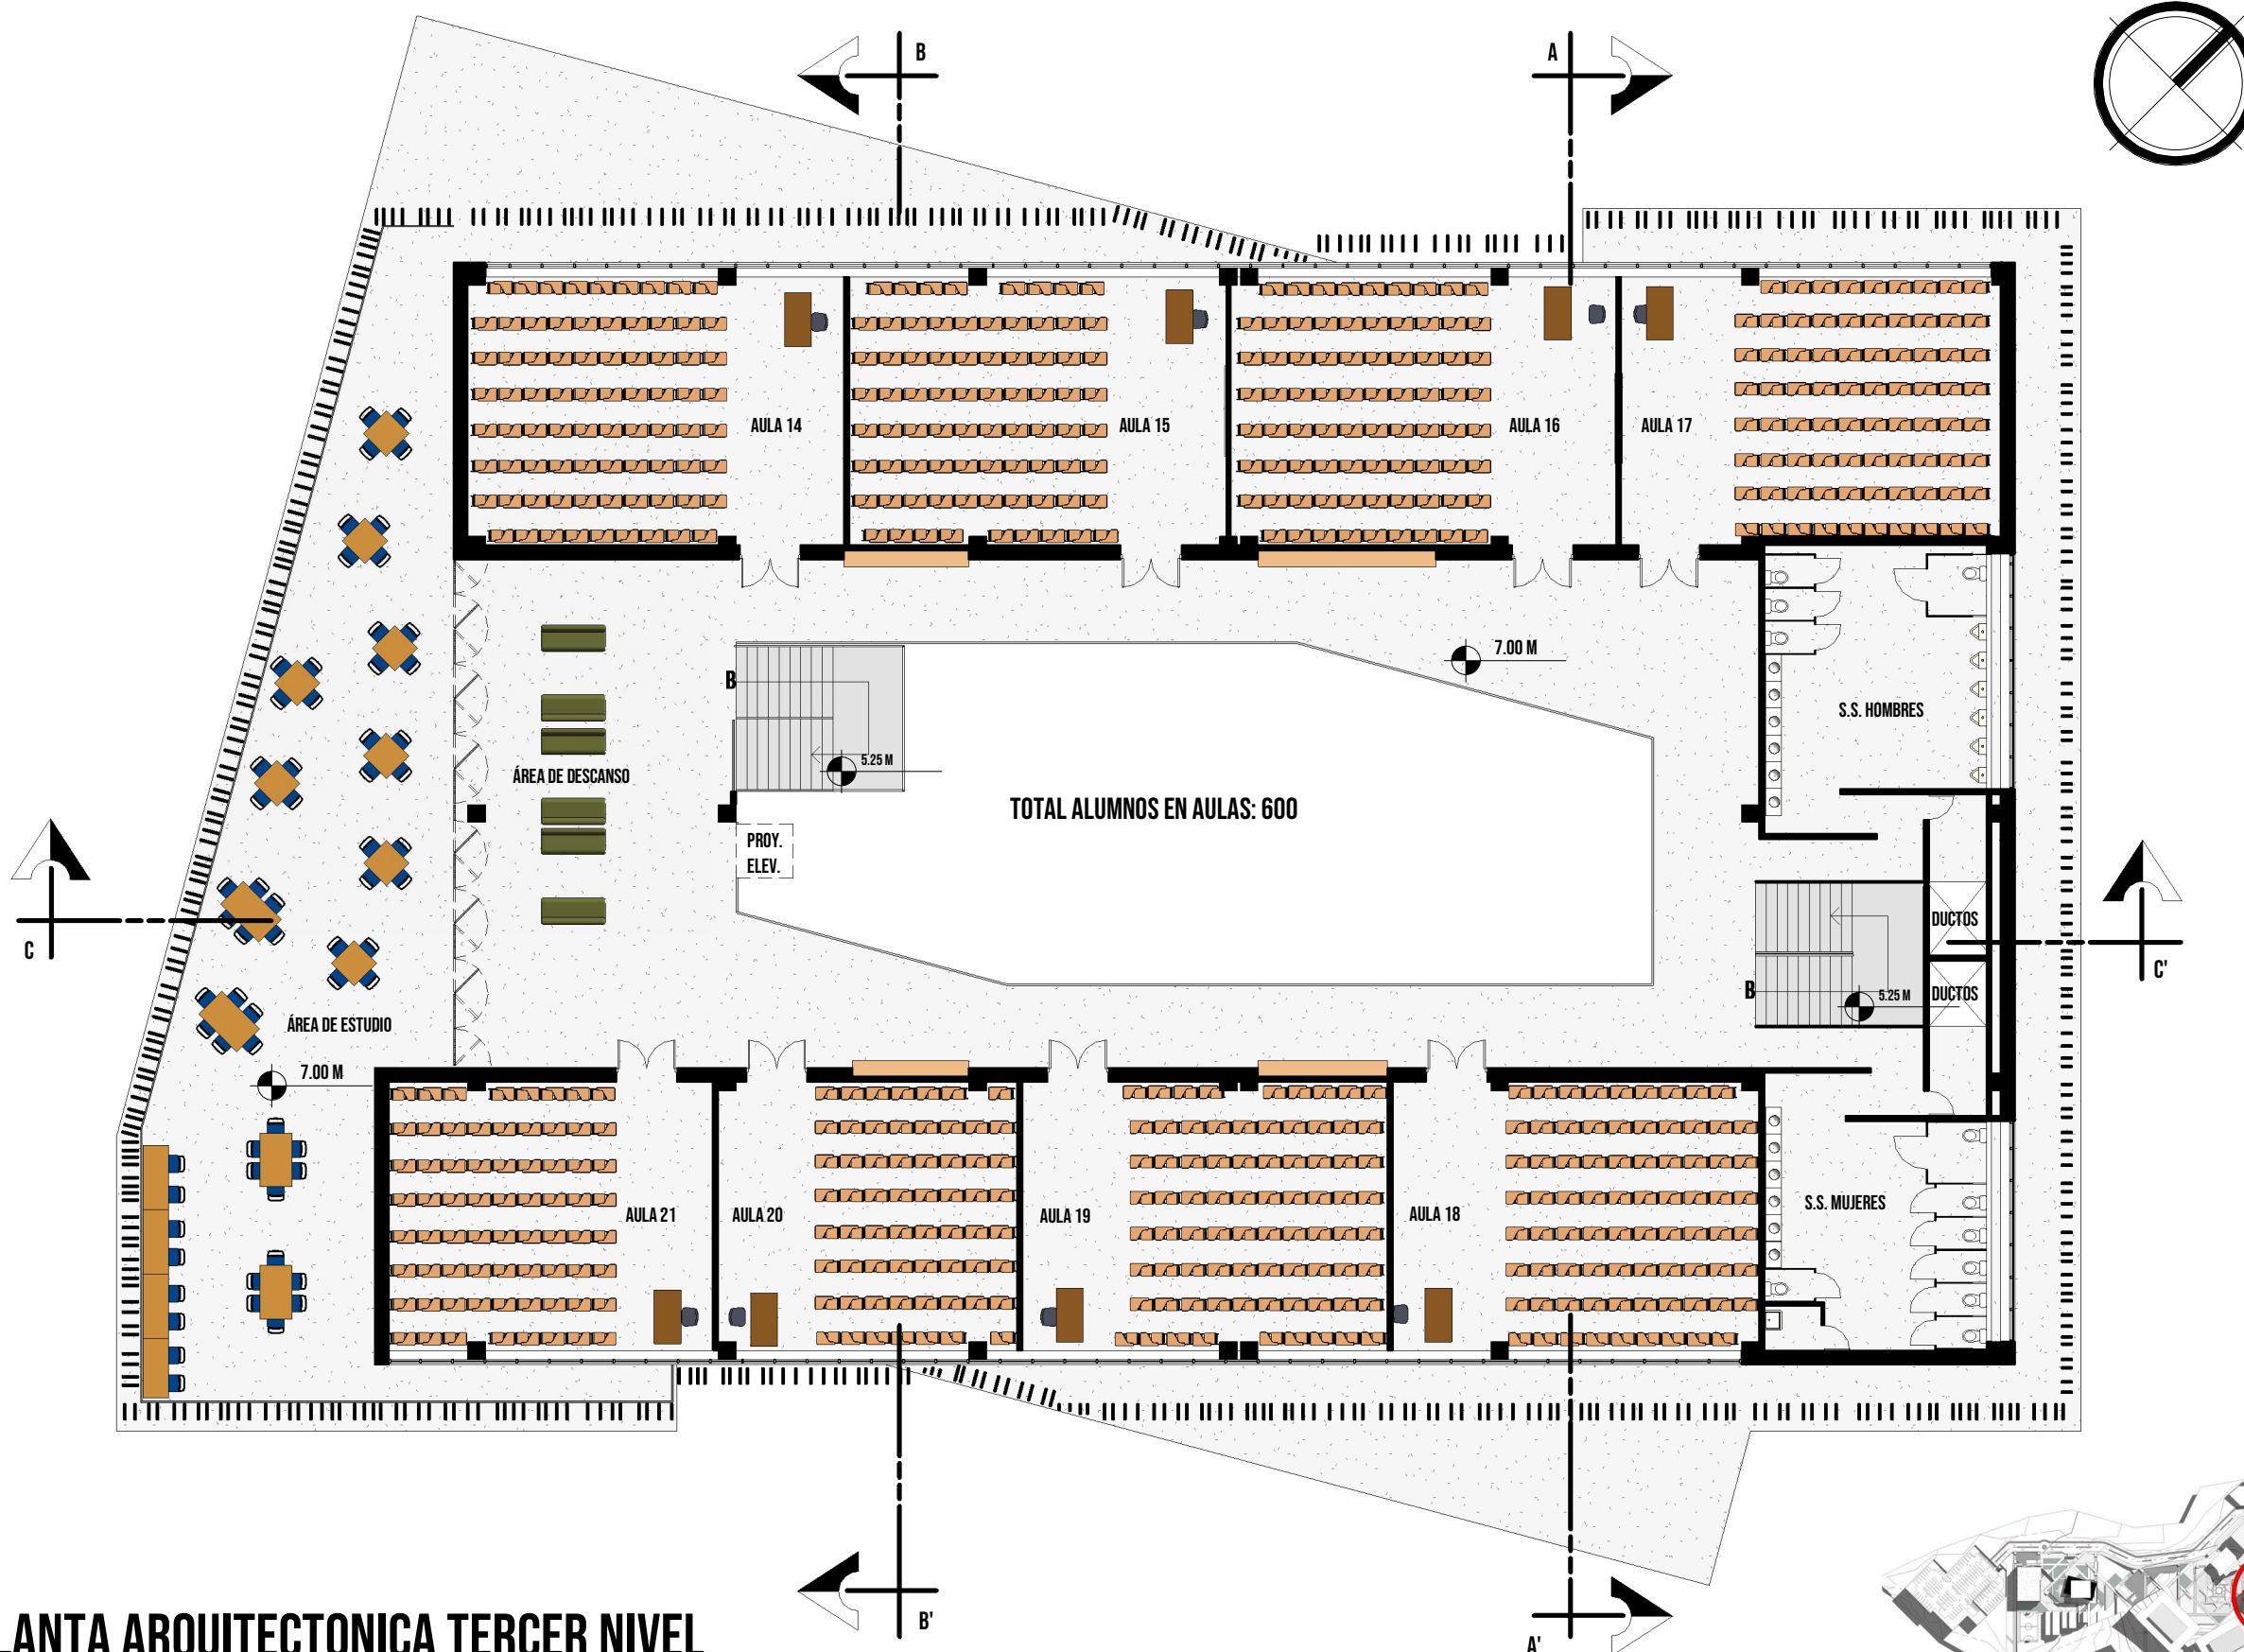 B
A
AULA 14
AULA 15
AULA 16
AULA 17
7.00 M
B
S.S. HOMBRES
5.25 M
ÁREA DE DESCANSO
TOTAL ALUMNOS EN AULAS: 600
PROY.
ELEV.
DUCTOS
C
C'
B
5.25 M
DUCTOS
ÁREA DE ESTUDIO
7.00 M
AULA 21
AULA 20
AULA 19
AULA 18
S.S. MUJERES
B'
A'
LANTA ARQUITECTONICA TERCER NIVEL